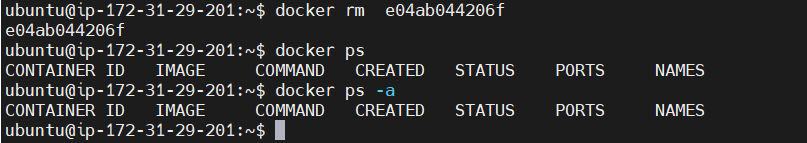 ubuntu@ip-172-31-29-201:~$ docker rm  e04ab044206f
e04ab044206f
ubuntu@ip-172-31-29-201:~$ docker ps
CONTAINER ID   IMAGE     COMMAND   CREATED   STATUS    PORTS     NAMES
ubuntu@ip-172-31-29-201:~$ docker ps -a
CONTAINER ID   IMAGE     COMMAND   CREATED   STATUS    PORTS     NAMES
ubuntu@ip-172-31-29-201:~$